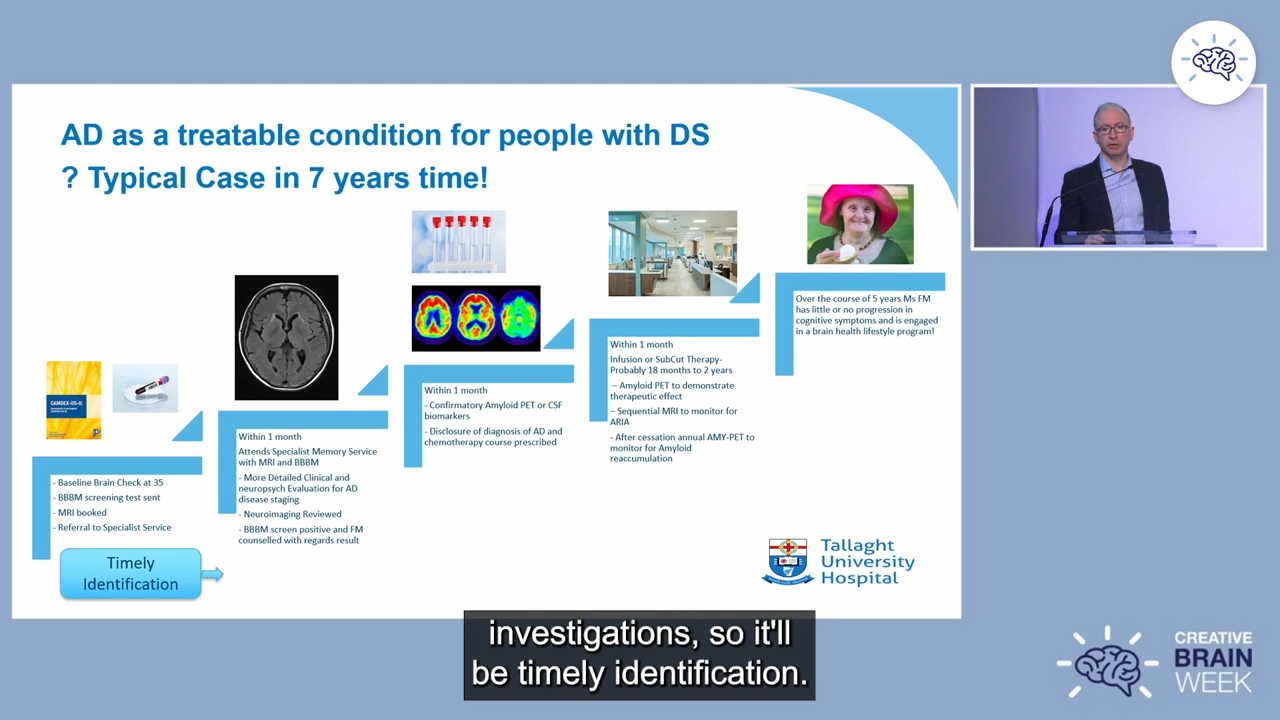 AD as a treatable condition for people with DS
? Typical Case in 7 years time!
CAMDEX-DS-II:
- Baseline Brain Check at 35
- BBBM screening test sent
- MRI booked
- Referral to Specialist Service
Timely
Identification
Within 1 month
Attends Specialist Memory Service
with MRI and BBBM
- More Detailed Clinical and
neuropsych Evaluation for AD
disease staging
- Neuroimaging Reviewed
- BBBM screen positive and FM
counselled with regards result
Within 1 month
- Confirmatory Amyloid PET or CSF
biomarkers
- Disclosure of diagnosis of AD and
chemotherapy course prescribed
Within 1 month
Infusion or SubCut Therapy-
Probably 18 months to 2 years
– Amyloid PET to demonstrate
therapeutic effect
– Sequential MRI to monitor for
ARIA
- After cessation annual AMY-PET to
monitor for Amyloid
reaccumulation
Over the course of 5 years Ms FM
has little or no progression in
cognitive symptoms and is engaged
in a brain health lifestyle program!
Tallaght
University
Hospital
investigations, so it'll
be timely identification.
CREATIVE
BRAIN
WEEK